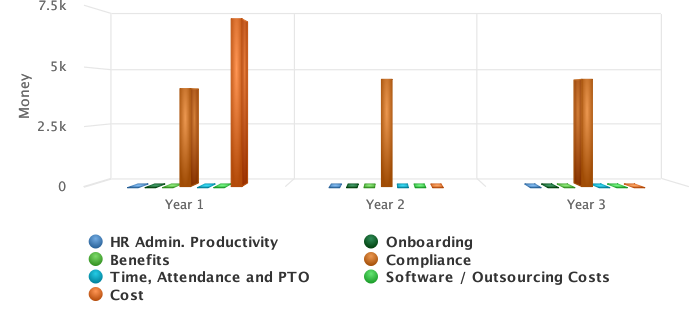 7.5k
5k
Money
2.5k
0
Year 1 Year 2 Year 3
HR Admin. Productivity Onboarding
Benefits Compliance
Time, Attendance and PTO Software / Outsourcing Costs
Cost